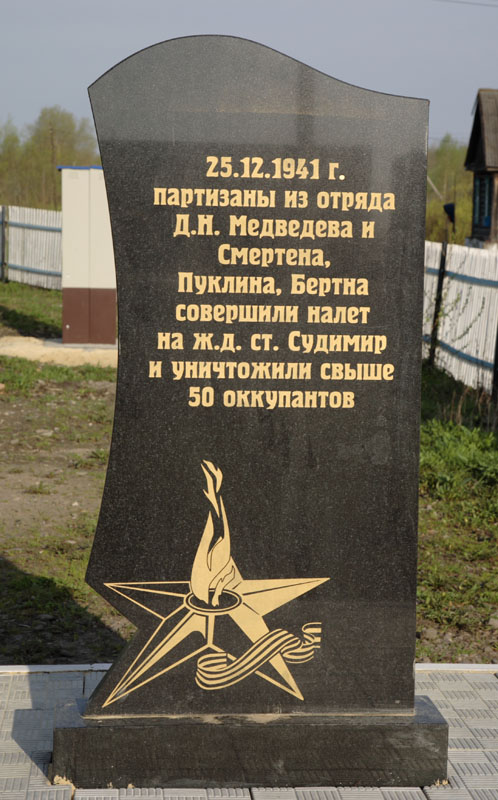 25.12.1941 г.
партизаны из отряда
Д.Н. Медведева и
Смертена,
Пуклина, Бертна
совершили налет
на ж.д. ст. Судимир
и уничтожили свыше
50 оккупантов